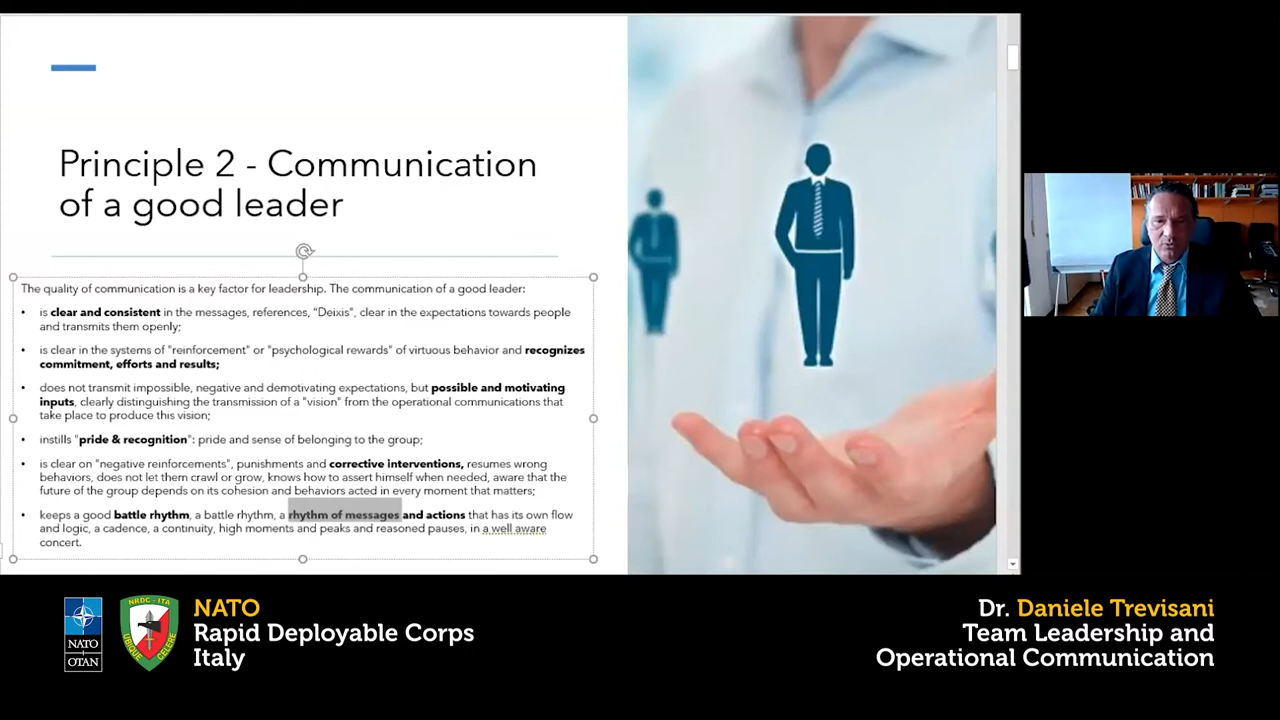 Principle 2 - Communication
of a good leader
The quality of communication is a key factor for leadership. The communication of a good leader:
• is clear and consistent in the messages, references, "Deixis", clear in the expectations towards people
and transmits them openly;
• is clear in the systems of "reinforcement" or "psychological rewards" of virtuous behavior and recognizes
commitment, efforts and results;
• does not transmit impossible, negative and demotivating expectations, but possible and motivating
inputs, clearly distinguishing the transmission of a "vision" from the operational communications that
take place to produce this vision;
• instills "pride & recognition": pride and sense of belonging to the group;
• is clear on "negative reinforcements", punishments and corrective interventions, resumes wrong
behaviors, does not let them crawl or grow, knows how to assert himself when needed, aware that the
future of the group depends on its cohesion and behaviors acted in every moment that matters;
• keeps a good battle rhythm, a battle rhythm, a rhythm of messages and actions that has its own flow
and logic, a cadence, a continuity, high moments and peaks and reasoned pauses, in a well aware
concert.
NATO
OTAN
NRDC - ITA
UBIQUE CELERE
NATO
Rapid Deployable Corps
Italy
Dr. Daniele Trevisani
Team Leadership and
Operational Communication